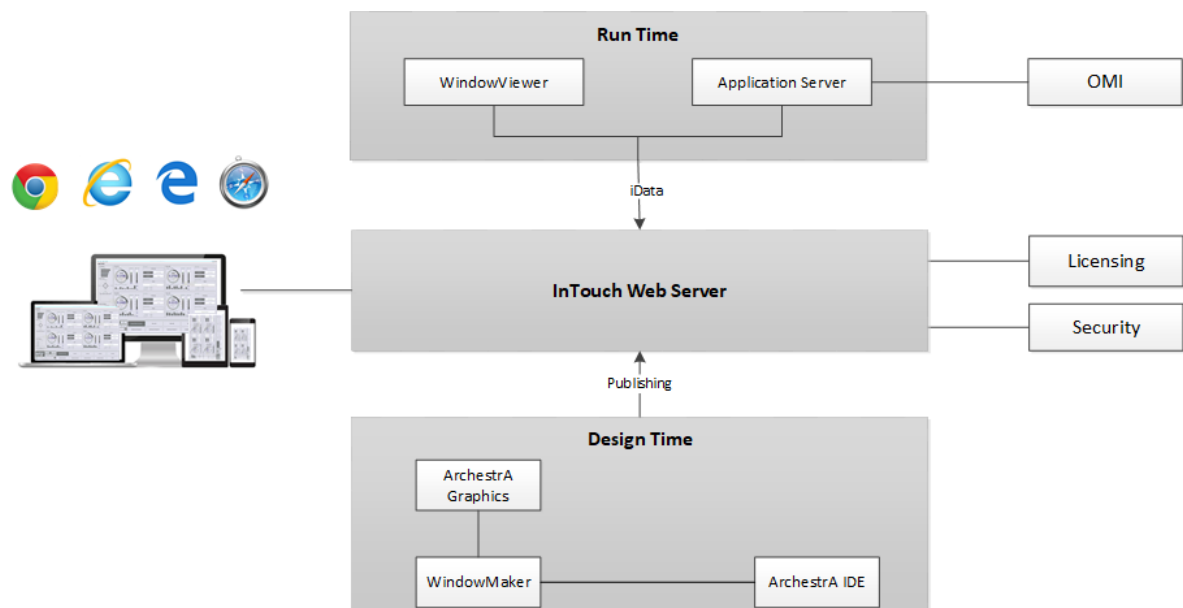 Run Time
WindowViewer
Application Server
OMI
iData
InTouch Web Server
Licensing
Security
Publishing
Design Time
ArchestrA
Graphics
WindowMaker
ArchestrA IDE